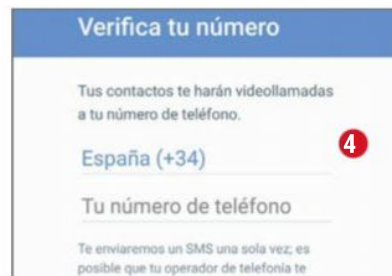 Verifica tu número
Tus contactos te harán videollamadas
a tu número de teléfono.
4
España (+34)
Tu número de teléfono
Te enviaremos un SMS una sola vez; es
posible que tu operador de telefonía te